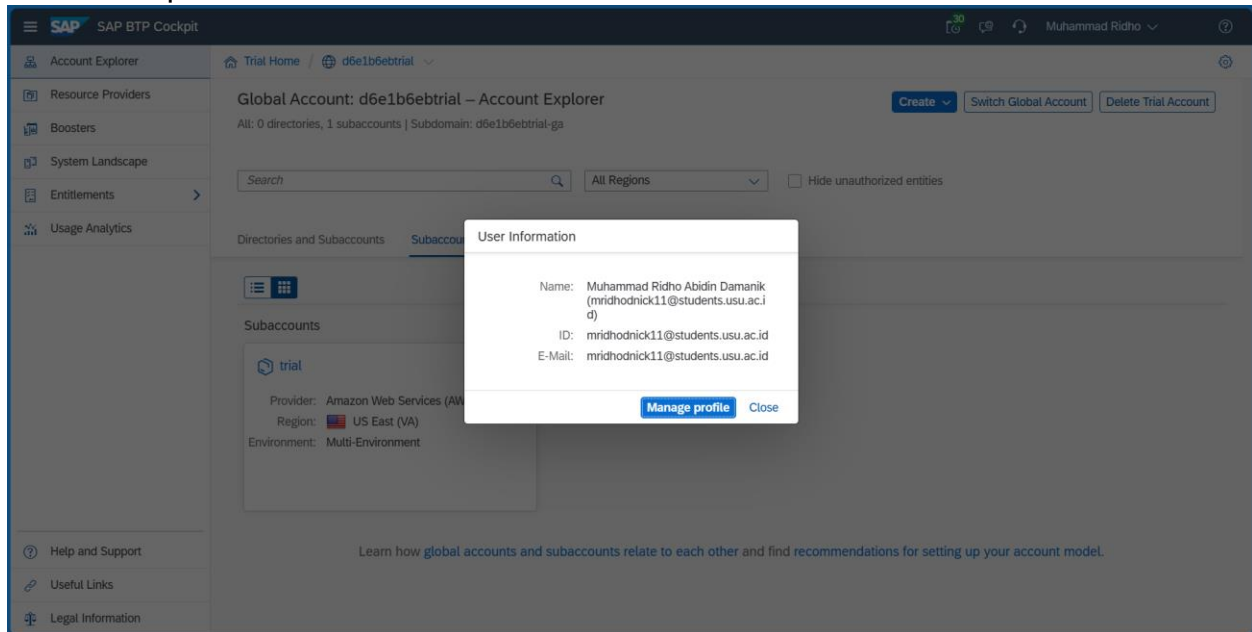 SAP SAP BTP Cockpit
30
Muhammad Ridho
Account Explorer
Resource Providers
Boosters
System Landscape
Entitlements
Usage Analytics
Trial Home / d6e1b6ebtrial
Global Account: d6e1b6ebtrial – Account Explorer
All: 0 directories, 1 subaccounts | Subdomain: d6e1b6ebtrial-ga
Create
Switch Global Account
Delete Trial Account
Search
All Regions
Hide unauthorized entities
Directories and Subaccounts
Subaccou
Subaccounts
trial
Provider: Amazon Web Services (AW
Region: US East (VA)
Environment: Multi-Environment
User Information
Name: Muhammad Ridho Abidin Damanik
(mridhodnick11@students.usu.ac.i
d)
ID: mridhodnick11@students.usu.ac.id
E-Mail: mridhodnick11@students.usu.ac.id
Manage profile
Close
Learn how global accounts and subaccounts relate to each other and find recommendations for setting up your account model.
Help and Support
Useful Links
Legal Information